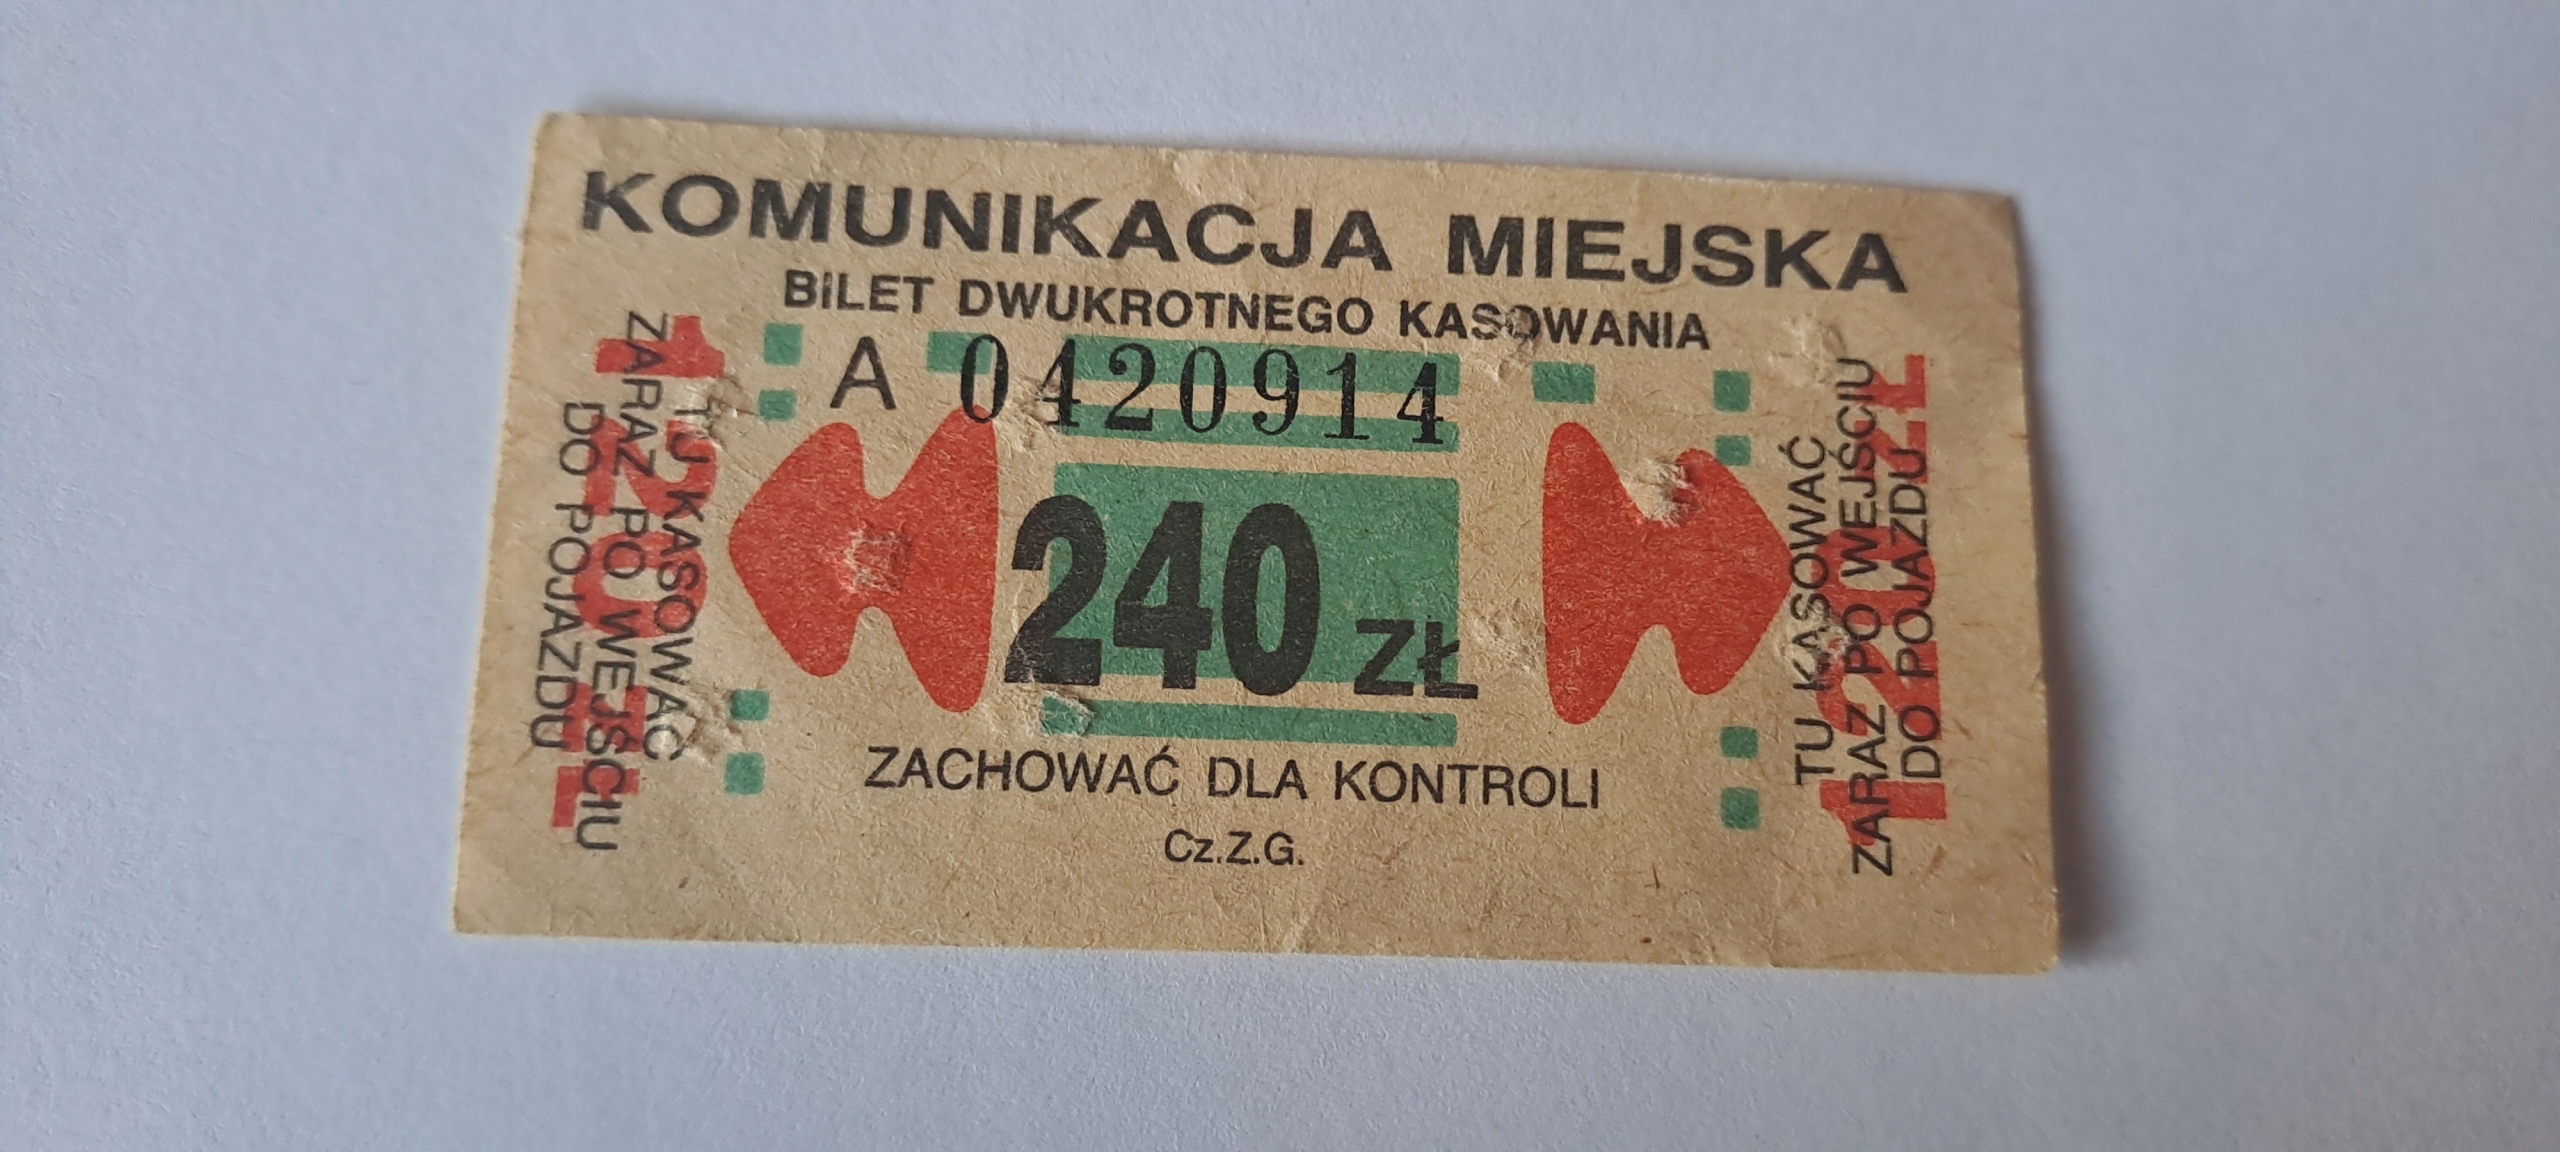 KOMUNIKACJA MIEJSKA
BILET DWUKROTNEGO KASOWANIA
A 0420914
240 ZŁ
ZACHOWAĆ DLA KONTROLI
Cz.Z.G.
120 ZŁ
TU KASOWAĆ
ZARAZ PO WEJŚCIU
DO POJAZDU
120 ZŁ
TU KASOWAĆ
ZARAZ PO WEJŚCIU
DO POJAZDU